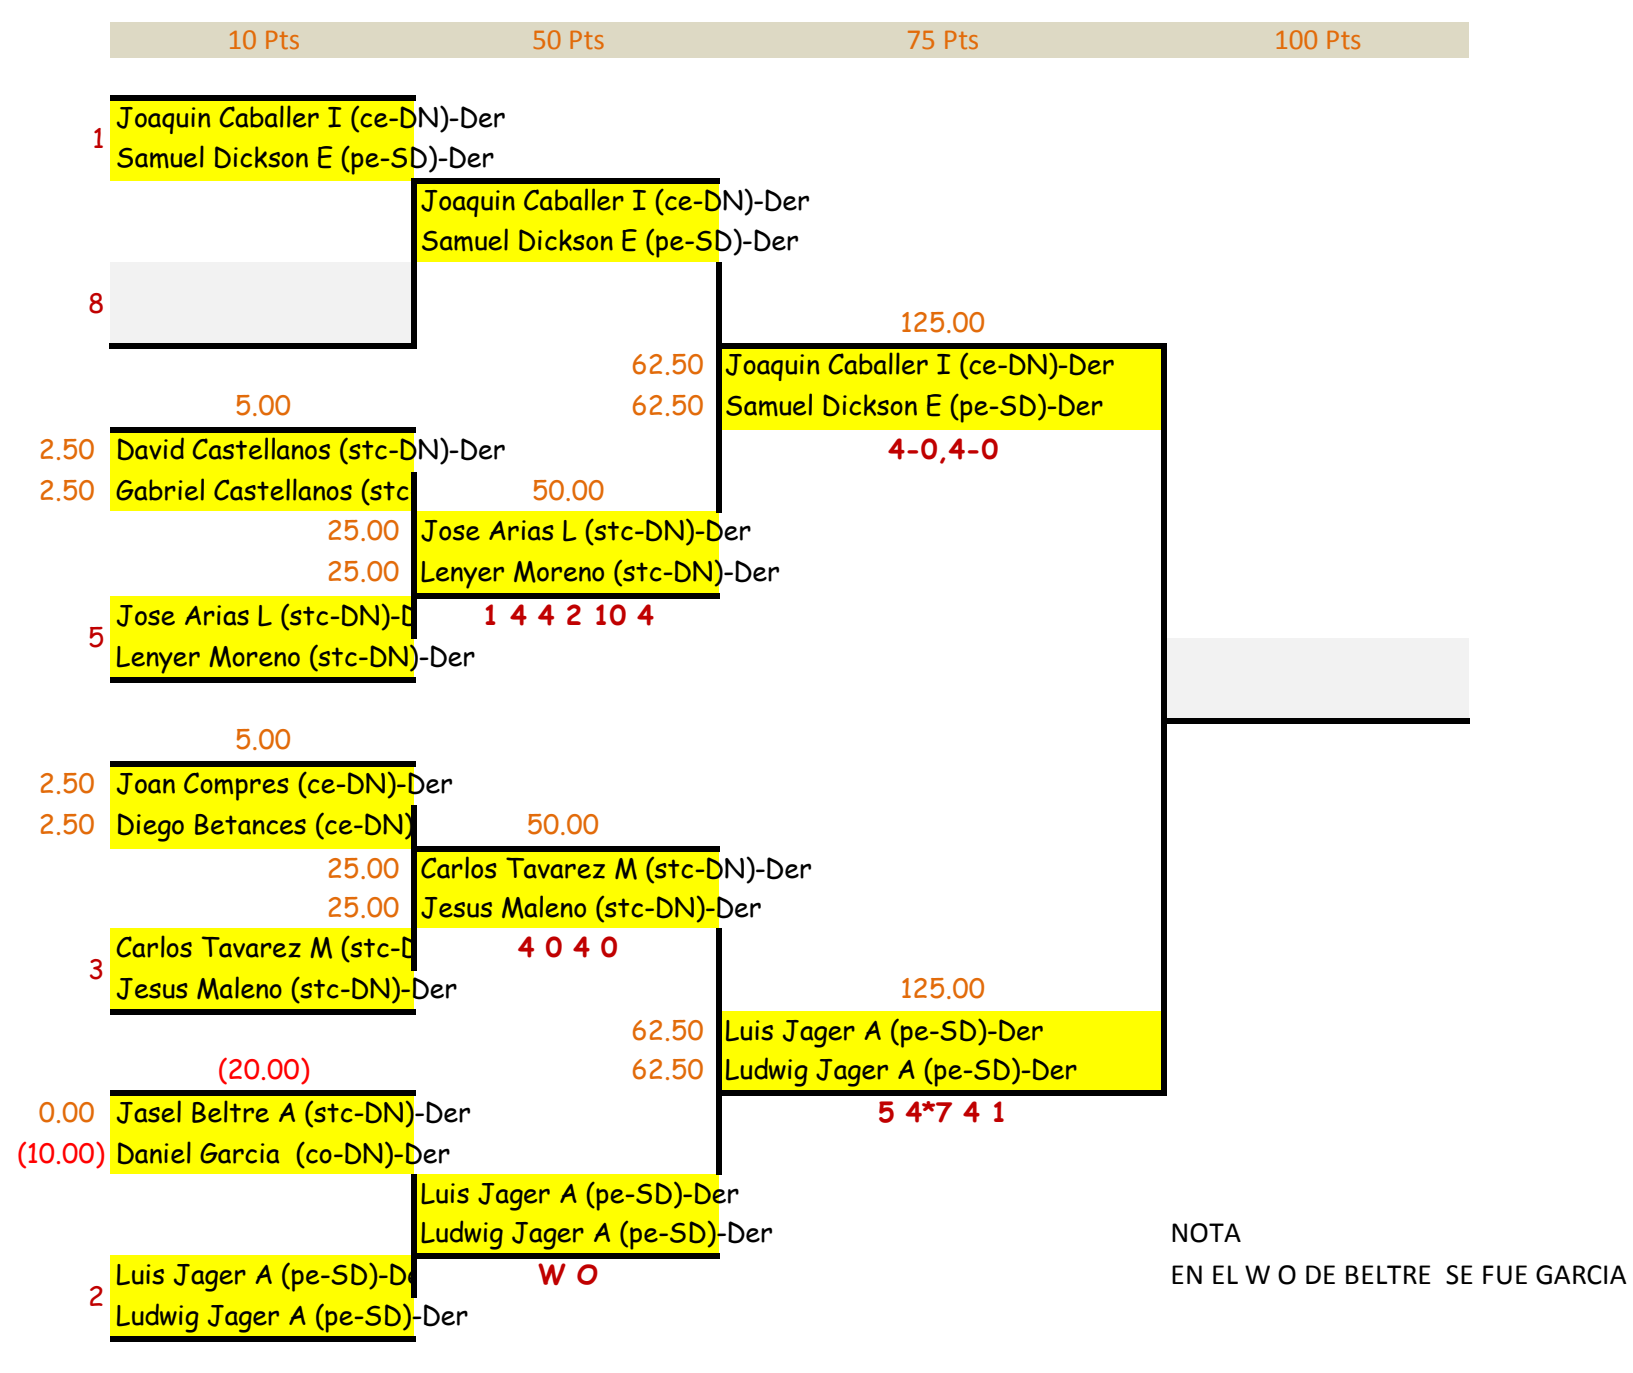 10 Pts 50 Pts 75 Pts 100 Pts
Joaquin Caballer I (ce-DN)-Der
1
Samuel Dickson E (pe-SD)-Der
Joaquin Caballer I (ce-DN)-Der
Samuel Dickson E (pe-SD)-Der
8
125.00
62.50 Joaquin Caballer I (ce-DN)-Der
5.00 62.50 Samuel Dickson E (pe-SD)-Der
2.50 David Castellanos (stc-DN)-Der 4-0,4-0
2.50 Gabriel Castellanos (stc 50.00
25.00 Jose Arias L (stc-DN)-Der
25.00 Lenyer Moreno (stc-DN)-Der
Jose Arias L (stc-DN)-D 1 4 4 2 10 4
5
Lenyer Moreno (stc-DN)-Der
5.00
2.50 Joan Compres (ce-DN)-Der
2.50 Diego Betances (ce-DN) 50.00
25.00 Carlos Tavarez M (stc-DN)-Der
25.00 Jesus Maleno (stc-DN)-Der
Carlos Tavarez M (stc-D 4 0 4 0
3
Jesus Maleno (stc-DN)-Der 125.00
62.50 Luis Jager A (pe-SD)-Der
(20.00) 62.50 Ludwig Jager A (pe-SD)-Der
0.00 Jasel Beltre A (stc-DN)-Der 5 4*7 4 1
(10.00) Daniel Garcia (co-DN)-Der
Luis Jager A (pe-SD)-Der
Ludwig Jager A (pe-SD)-Der NOTA
Luis Jager A (pe-SD)-De W O EN EL W O DE BELTRE SE FUE GARCIA
2
Ludwig Jager A (pe-SD)-Der